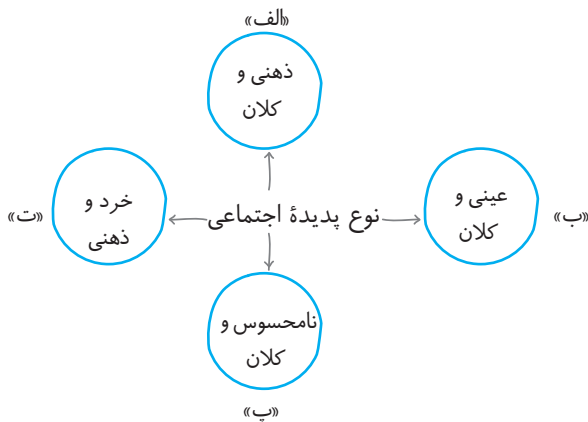 «الف»
ذهنی و
کلان
«ب»
عینی و
کلان
نوع پدیدهٔ اجتماعی
خرد و
ذهنی
«ت»
نامحسوس و
کلان
«پ»